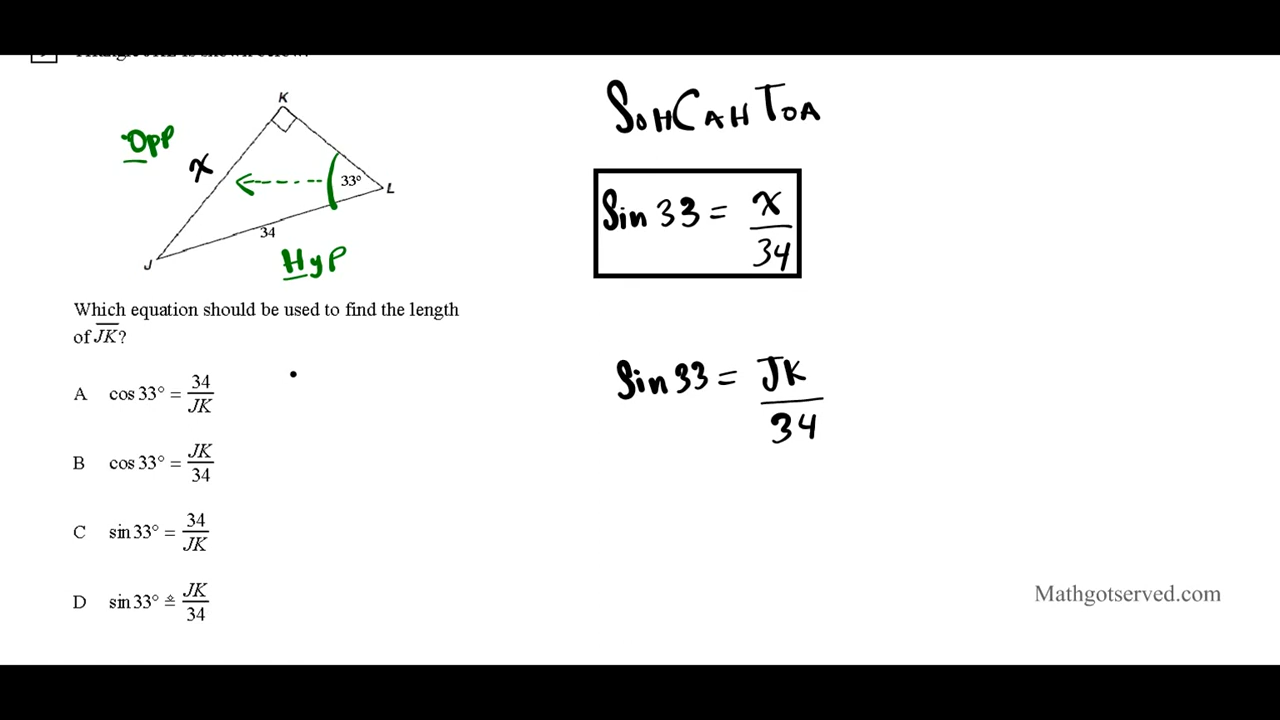 K
Opp
x
33°
L
34
J
Hyp
Which equation should be used to find the length
of JK?
A cos 33° = 34/JK
B cos 33° = JK/34
C sin 33° = 34/JK
D sin 33° = JK/34
SOHCAHTOA
Sin 33 = x/34
Sin 33 = JK/34
Mathgotserved.com